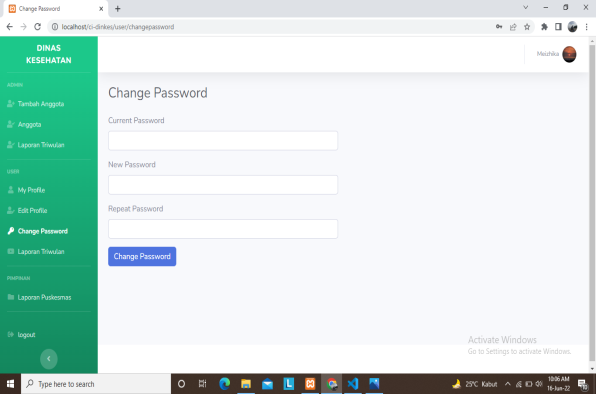 Change Password
localhost/ci-dinkes/user/changepassword
DINAS
KESEHATAN
Meizhika
ADMIN
Tambah Anggota
Anggota
Laporan Triwulan
USER
My Profile
Edit Profile
Change Password
Laporan Triwulan
PIMPINAN
Laporan Puskesmas
logout
Change Password
Current Password
New Password
Repeat Password
Change Password
Activate Windows
Go to Settings to activate Windows.
Type here to search
25°C Kabut
10:06 AM
16-Jun-22